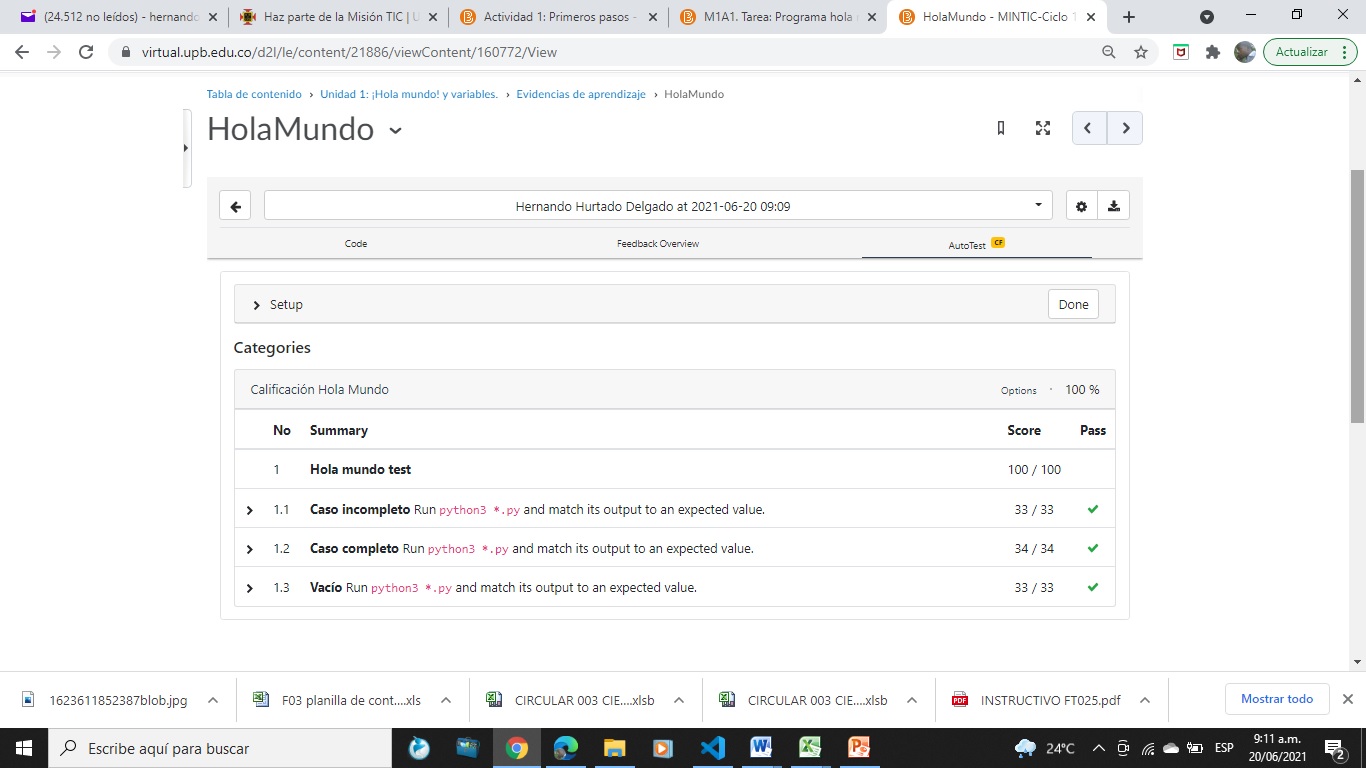 (24.512 no leídos) - hernando
Haz parte de la Misión TIC | U
Actividad 1: Primeros pasos -
M1A1. Tarea: Programa hola
HolaMundo - MINTIC-Ciclo
virtual.upb.edu.co/d2l/le/content/21886/viewContent/160772/View
Actualizar
Tabla de contenido › Unidad 1: ¡Hola mundo! y variables. › Evidencias de aprendizaje › HolaMundo
HolaMundo
Hernando Hurtado Delgado at 2021-06-20 09:09
Code Feedback Overview AutoTest CF
Setup Done
Categories
Calificación Hola Mundo Options · 100 %
No Summary Score Pass
1 Hola mundo test 100 / 100
1.1 Caso incompleto Run python3 *.py and match its output to an expected value. 33 / 33
1.2 Caso completo Run python3 *.py and match its output to an expected value. 34 / 34
1.3 Vacío Run python3 *.py and match its output to an expected value. 33 / 33
1623611852387blob.jpg
F03 planilla de cont....xls
CIRCULAR 003 CIE....xlsb
CIRCULAR 003 CIE....xlsb
PDF
INSTRUCTIVO FT025.pdf
Mostrar todo
Escribe aquí para buscar
24°C
ESP
9:11 a.m.
20/06/2021
2